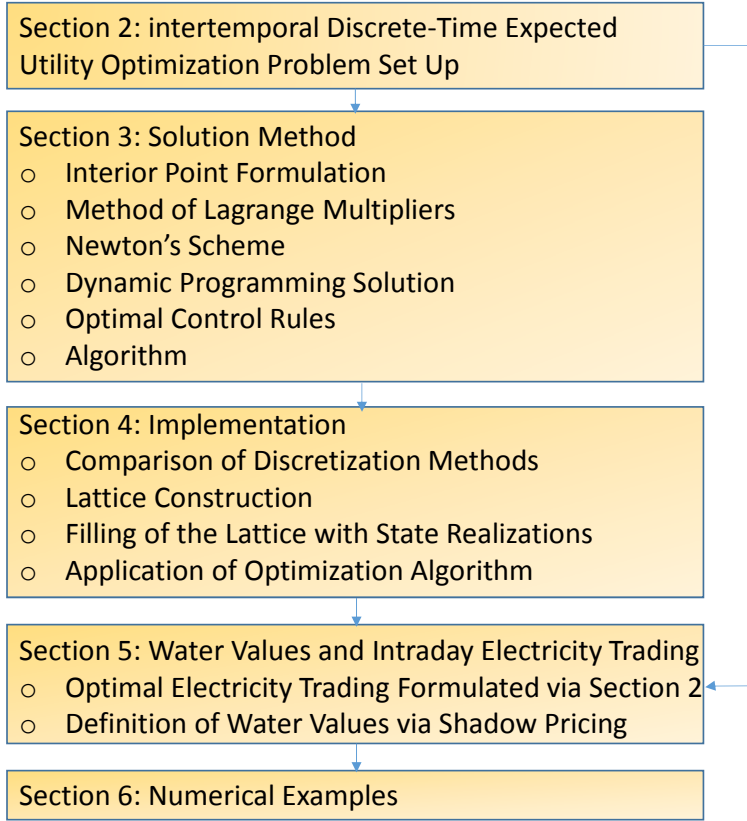 Section 2: intertemporal Discrete-Time Expected
Utility Optimization Problem Set Up
Section 3: Solution Method
o Interior Point Formulation
o Method of Lagrange Multipliers
o Newton's Scheme
o Dynamic Programming Solution
o Optimal Control Rules
o Algorithm
Section 4: Implementation
o Comparison of Discretization Methods
o Lattice Construction
o Filling of the Lattice with State Realizations
o Application of Optimization Algorithm
Section 5: Water Values and Intraday Electricity Trading
o Optimal Electricity Trading Formulated via Section 2
o Definition of Water Values via Shadow Pricing
Section 6: Numerical Examples